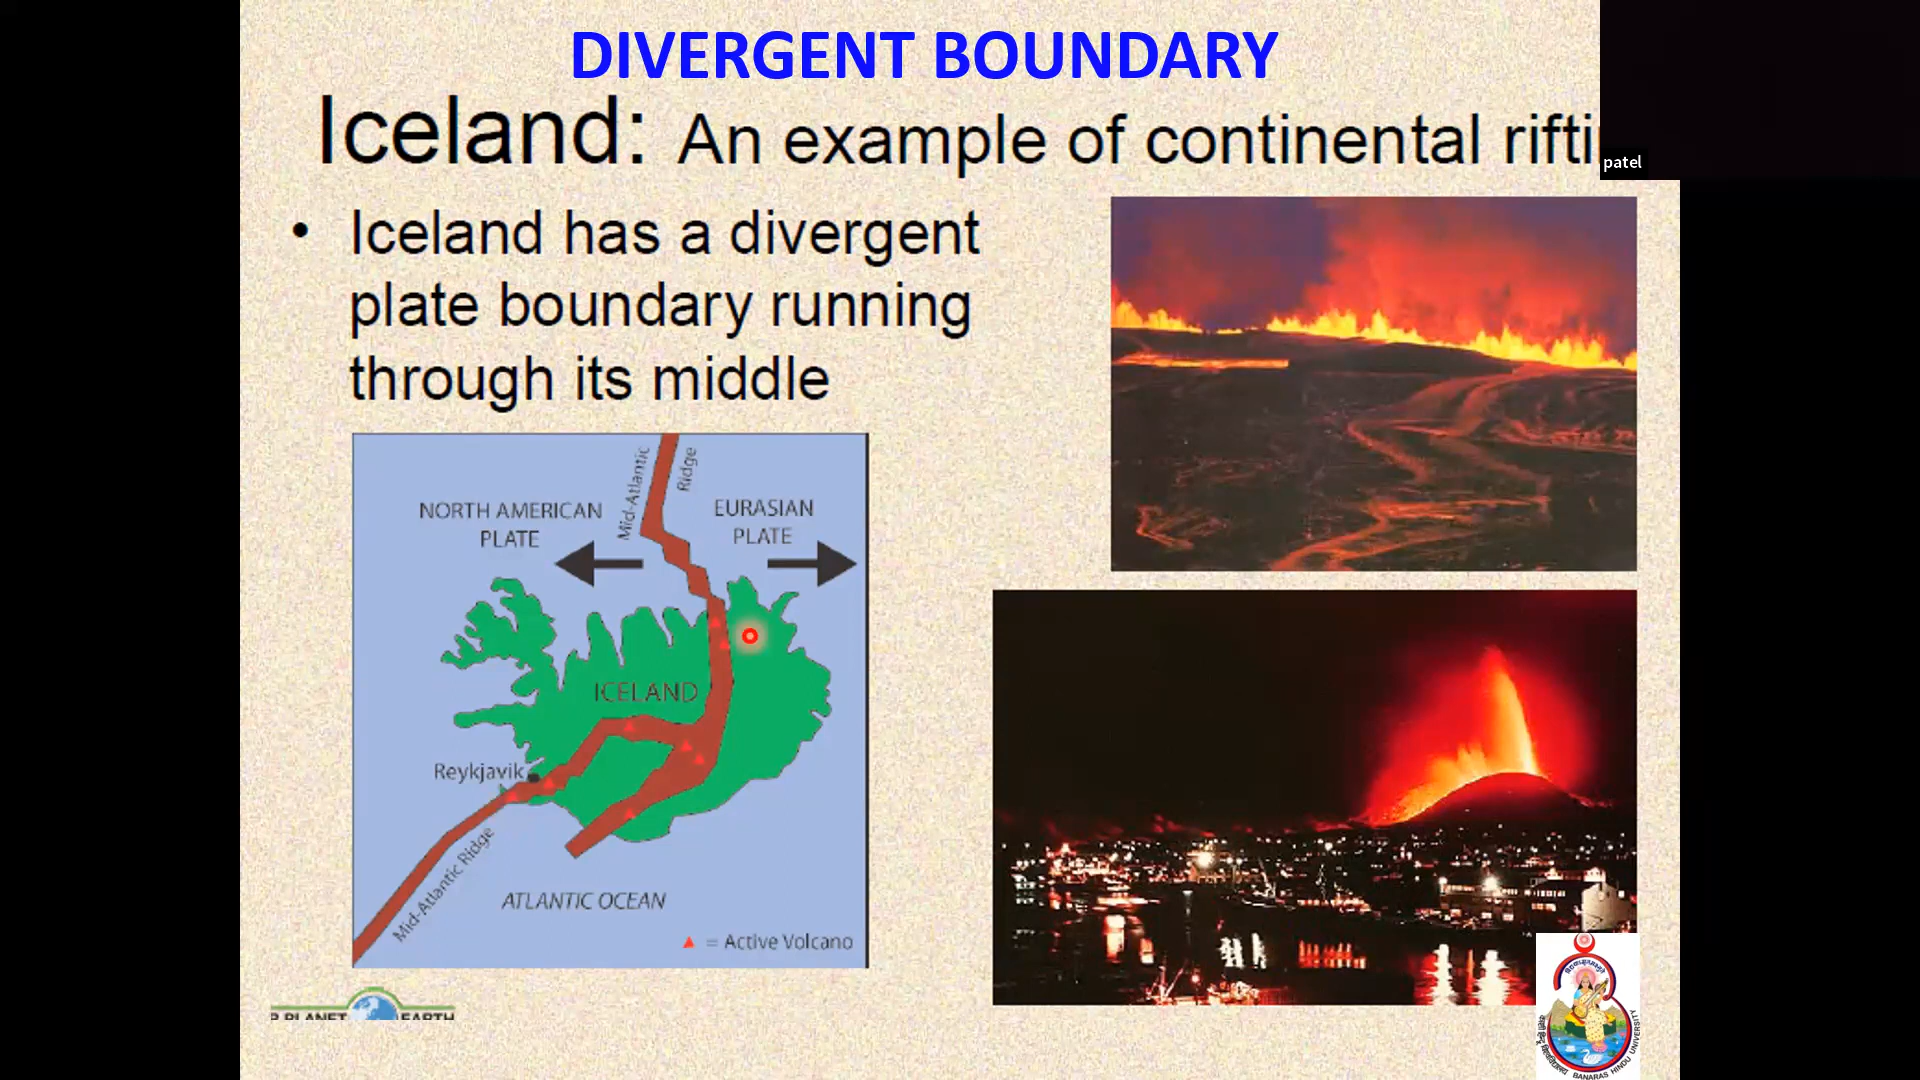 DIVERGENT BOUNDARY
Iceland: An example of continental rifti
patel
• Iceland has a divergent
plate boundary running
through its middle
Mid-Atlantic
Ridge
NORTH AMERICAN
PLATE
EURASIAN
PLATE
ICELAND
Reykjavik
Mid-Atlantic Ridge
ATLANTIC OCEAN
= Active Volcano
PLANET EARTH
BANARAS HINDU UNIVERSITY